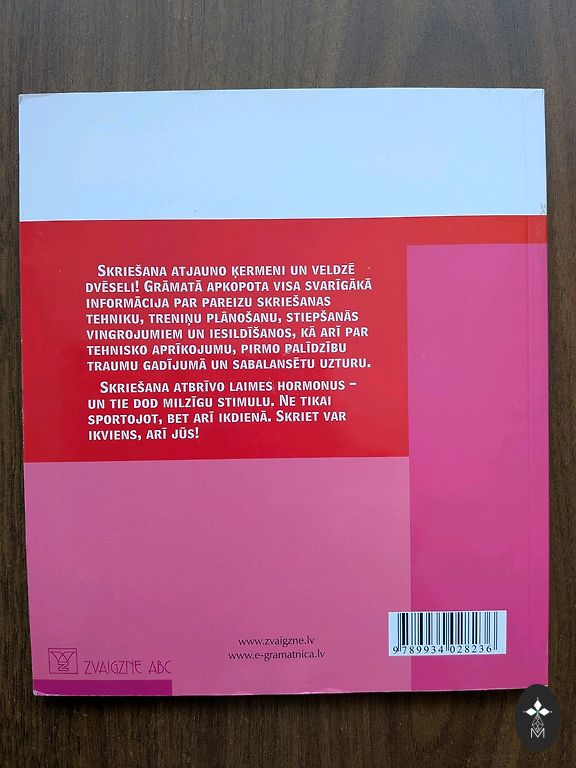 Skriešana atjauno ķermeni un veldzē
dvēseli! Grāmatā apkopota visa svarīgākā
informācija par pareizu skriešanas
tehniku, treniņu plānošanu, stiepšanās
vingrojumiem un iesildīšanos, kā arī par
tehnisko aprīkojumu, pirmo palīdzību
traumu gadījumā un sabalansētu uzturu.
Skriešana atbrīvo laimes hormonus –
un tie dod milzīgu stimulu. Ne tikai
sportojot, bet arī ikdienā. Skriet var
ikviens, arī jūs!
www.zvaigzne.lv
www.e-gramatnica.lv
ZVAIGZNE ABC
9 789934 028236
M